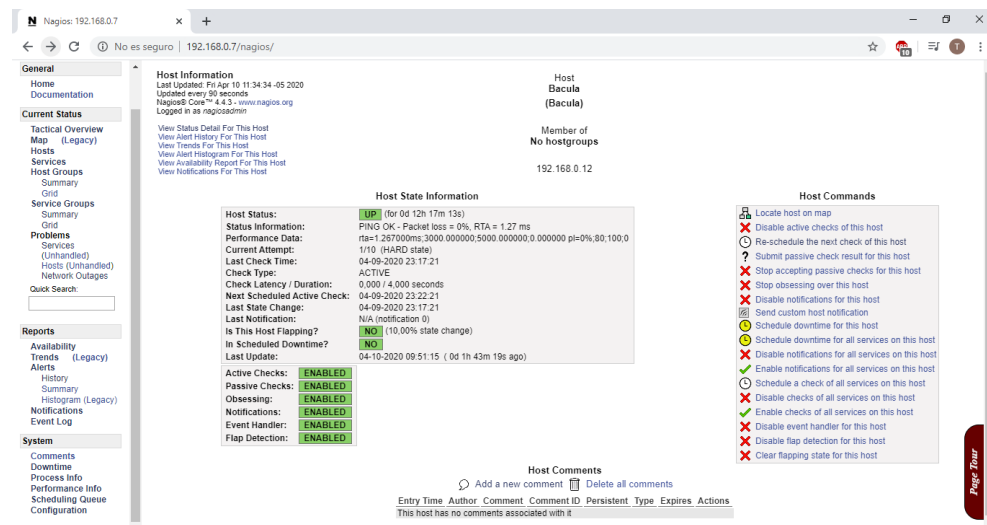 Nagios: 192.168.0.7
No es seguro | 192.168.0.7/nagios/
10
T
General
Home
Documentation
Current Status
Tactical Overview
Map (Legacy)
Hosts
Services
Host Groups
Summary
Grid
Service Groups
Summary
Grid
Problems
Services
(Unhandled)
Hosts (Unhandled)
Network Outages
Quick Search:
Reports
Availability
Trends (Legacy)
Alerts
History
Summary
Histogram (Legacy)
Notifications
Event Log
System
Comments
Downtime
Process Info
Performance Info
Scheduling Queue
Configuration
Host Information
Last Updated: Fri Apr 10 11:34:34 -05 2020
Updated every 90 seconds
Nagios® Core™ 4.4.3 - www.nagios.org
Logged in as nagiosadmin
View Status Detail For This Host
View Alert History For This Host
View Trends For This Host
View Alert Histogram For This Host
View Availability Report For This Host
View Notifications For This Host
Host
Bacula
(Bacula)
Member of
No hostgroups
192.168.0.12
Host State Information
Host Status: UP (for 0d 12h 17m 13s)
Status Information: PING OK - Packet loss = 0%, RTA = 1.27 ms
Performance Data: rta=1.267000ms;3000.000000;5000.000000;0.000000 pl=0%;80;100;0
Current Attempt: 1/10 (HARD state)
Last Check Time: 04-09-2020 23:17:21
Check Type: ACTIVE
Check Latency / Duration: 0,000 / 4,000 seconds
Next Scheduled Active Check: 04-09-2020 23:22:21
Last State Change: 04-09-2020 23:17:21
Last Notification: N/A (notification 0)
Is This Host Flapping? NO (10,00% state change)
In Scheduled Downtime? NO
Last Update: 04-10-2020 09:51:15 ( 0d 1h 43m 19s ago)
Active Checks: ENABLED
Passive Checks: ENABLED
Obsessing: ENABLED
Notifications: ENABLED
Event Handler: ENABLED
Flap Detection: ENABLED
Host Commands
Locate host on map
Disable active checks of this host
Re-schedule the next check of this host
? Submit passive check result for this host
Stop accepting passive checks for this host
Stop obsessing over this host
Disable notifications for this host
Send custom host notification
Schedule downtime for this host
Schedule downtime for all services on this host
Disable notifications for all services on this host
Enable notifications for all services on this host
Schedule a check of all services on this host
Disable checks of all services on this host
Enable checks of all services on this host
Disable event handler for this host
Disable flap detection for this host
Clear flapping state for this host
Host Comments
Add a new comment Delete all comments
Entry Time Author Comment Comment ID Persistent Type Expires Actions
This host has no comments associated with it
Page Tour